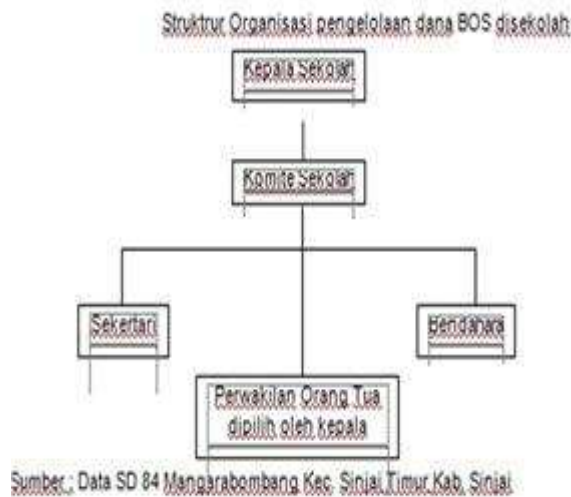 Struktrur Organisasi pengelolaan dana BOS disekolah
Kepala Sekolah
Komite Sekolah
Sekertari
Bendahara
Perwakilan Orang Tua
dipilih oleh kepala
Sumber : Data SD 84 Mangarabombang Kec. Sinjai Timur Kab. Sinjai